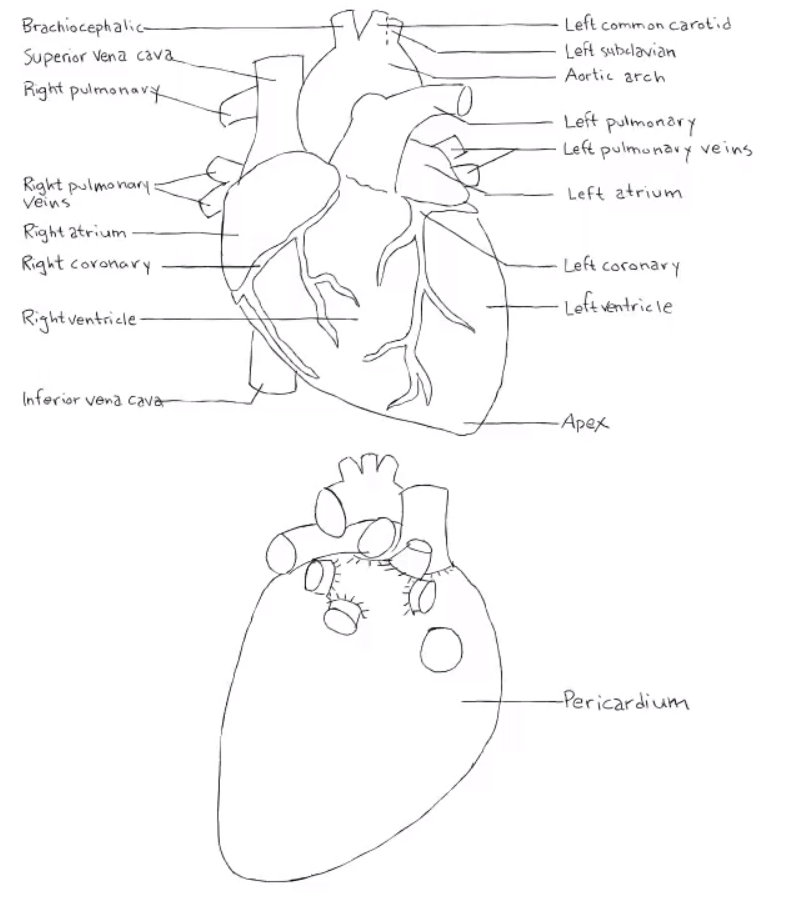 Brachiocephalic
Superior vena cava
Right pulmonary
Right pulmonary
veins
Right atrium
Right coronary
Right ventricle
Inferior vena cava
Left common carotid
Left subclavian
Aortic arch
Left pulmonary
Left pulmonary veins
Left atrium
Left coronary
Left ventricle
Apex
Pericardium